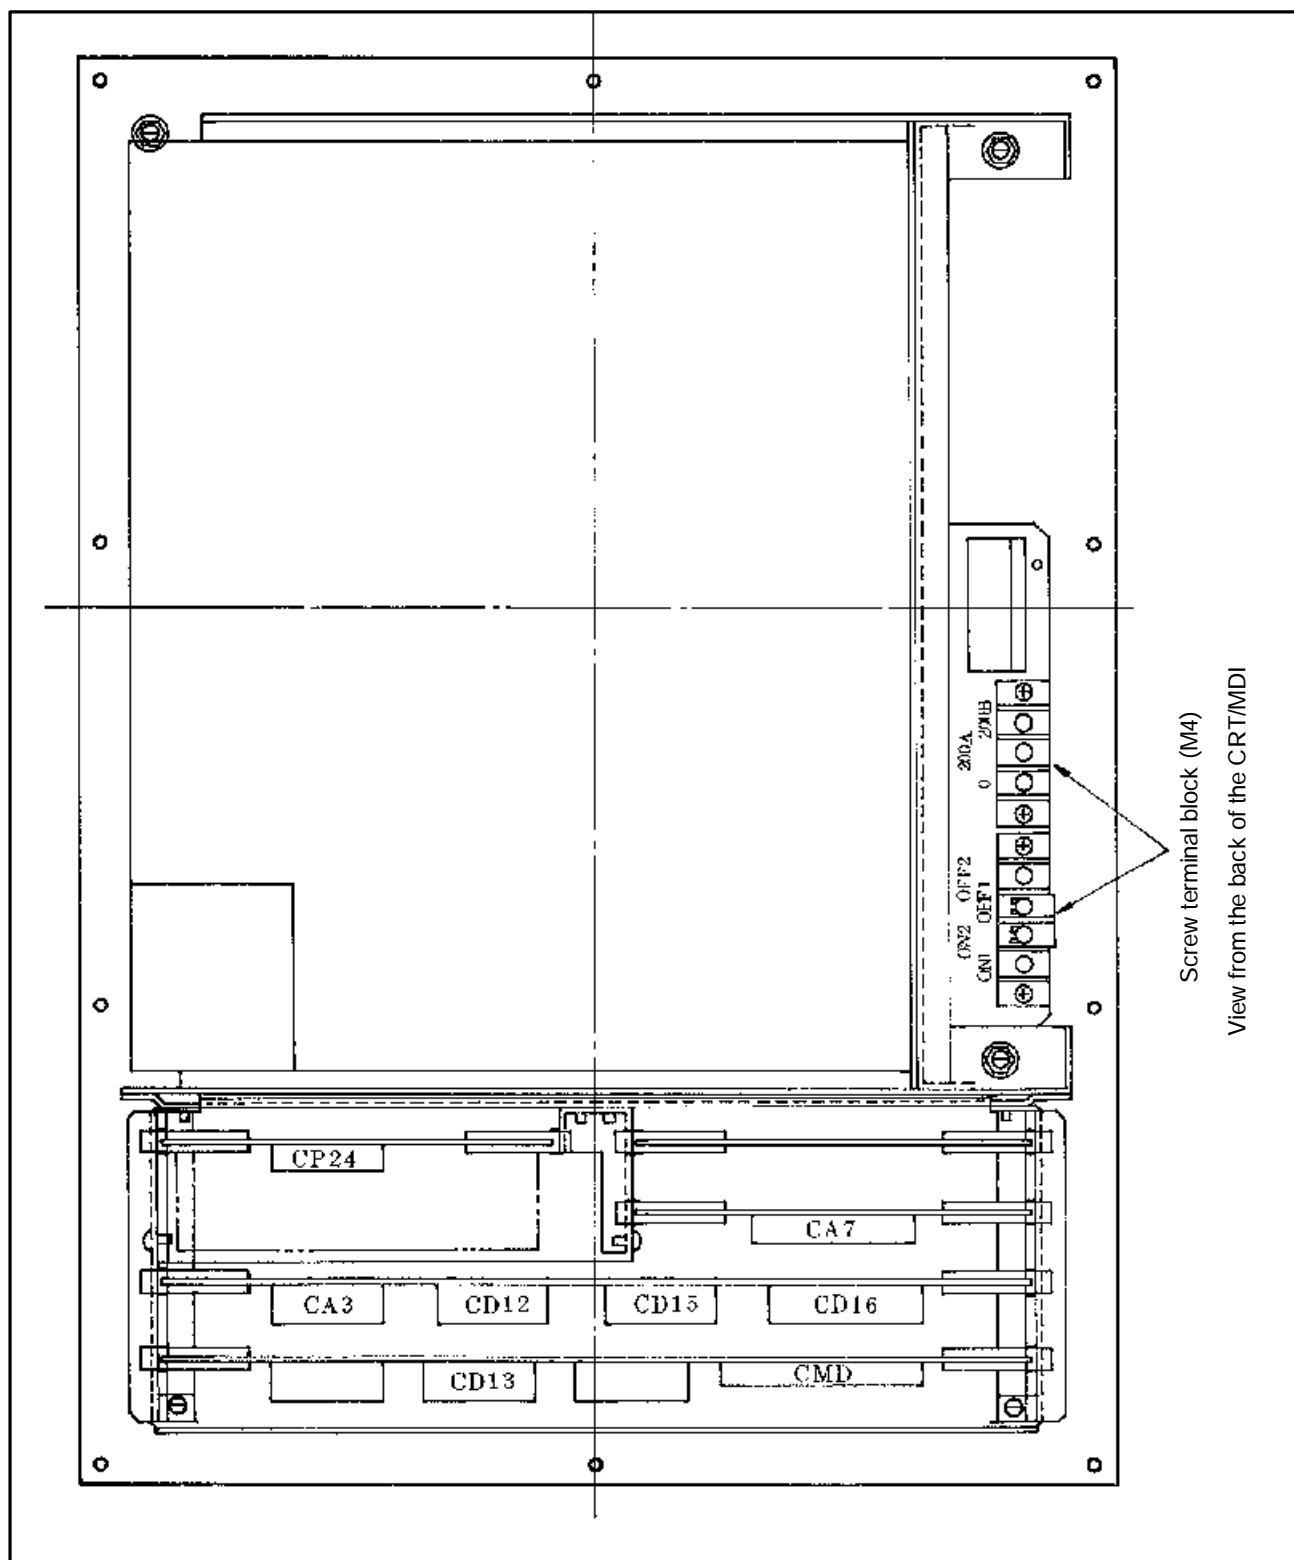 200B
200A
0
OFF2
OFF1
ON2
ON1
Screw terminal block (M4)
View from the back of the CRT/MDI
CP24
CA7
CA3
CD12
CD15
CD16
CD13
CMD